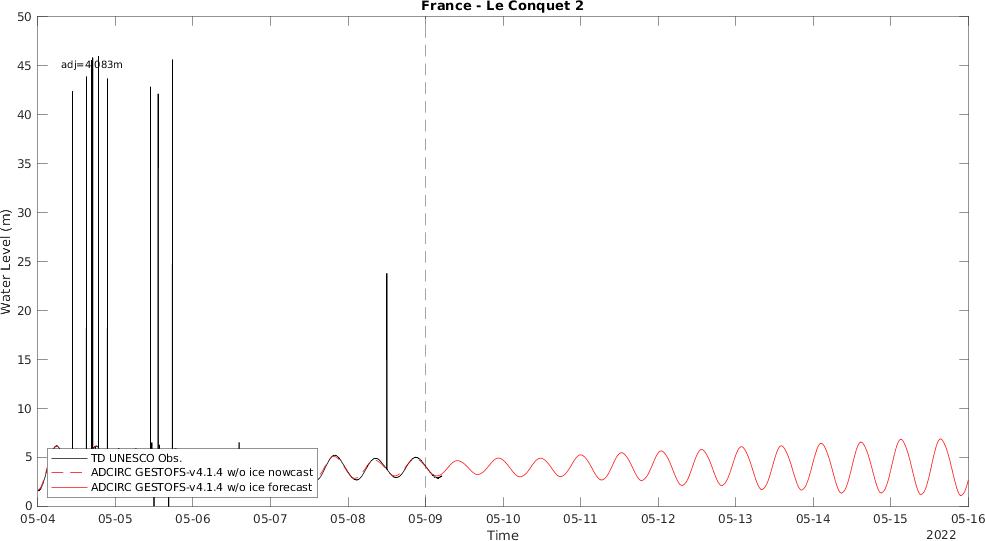 France - Le Conquet 2
50
45
40
35
30
25
20
15
10
5
0
Water Level (m)
adj=4.083m
TD UNESCO Obs.
ADCIRC GESTOFS-v4.1.4 w/o ice nowcast
ADCIRC GESTOFS-v4.1.4 w/o ice forecast
05-04 05-05 05-06 05-07 05-08 05-09 05-10 05-11 05-12 05-13 05-14 05-15 05-16
Time
2022